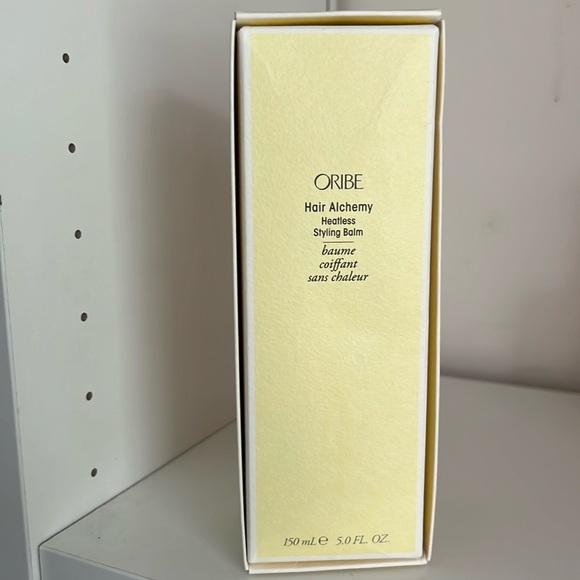 ORIBE
Hair Alchemy
Heatless
Styling Balm
baume
coiffant
sans chaleur
150 mL ℮ 5.0 FL. OZ.